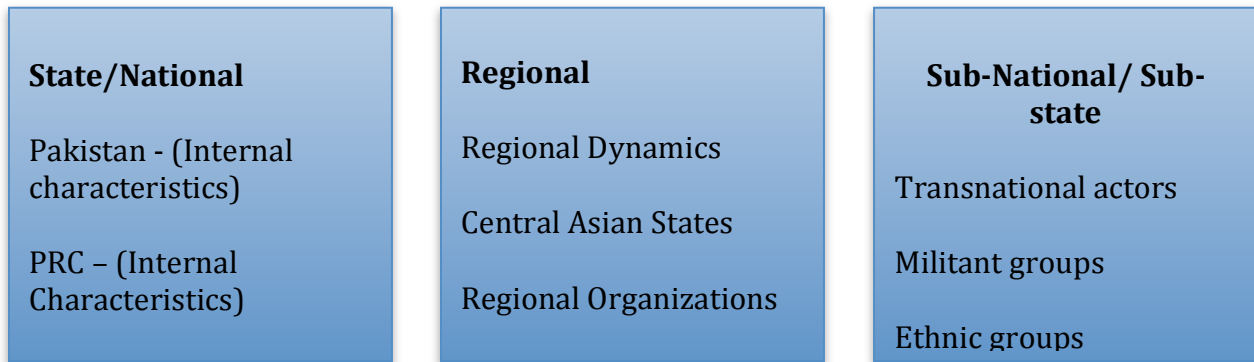 State/National
Pakistan - (Internal
characteristics)
PRC – (Internal
Characteristics)
Regional
Regional Dynamics
Central Asian States
Regional Organizations
Sub-National/ Sub-
state
Transnational actors
Militant groups
Ethnic groups